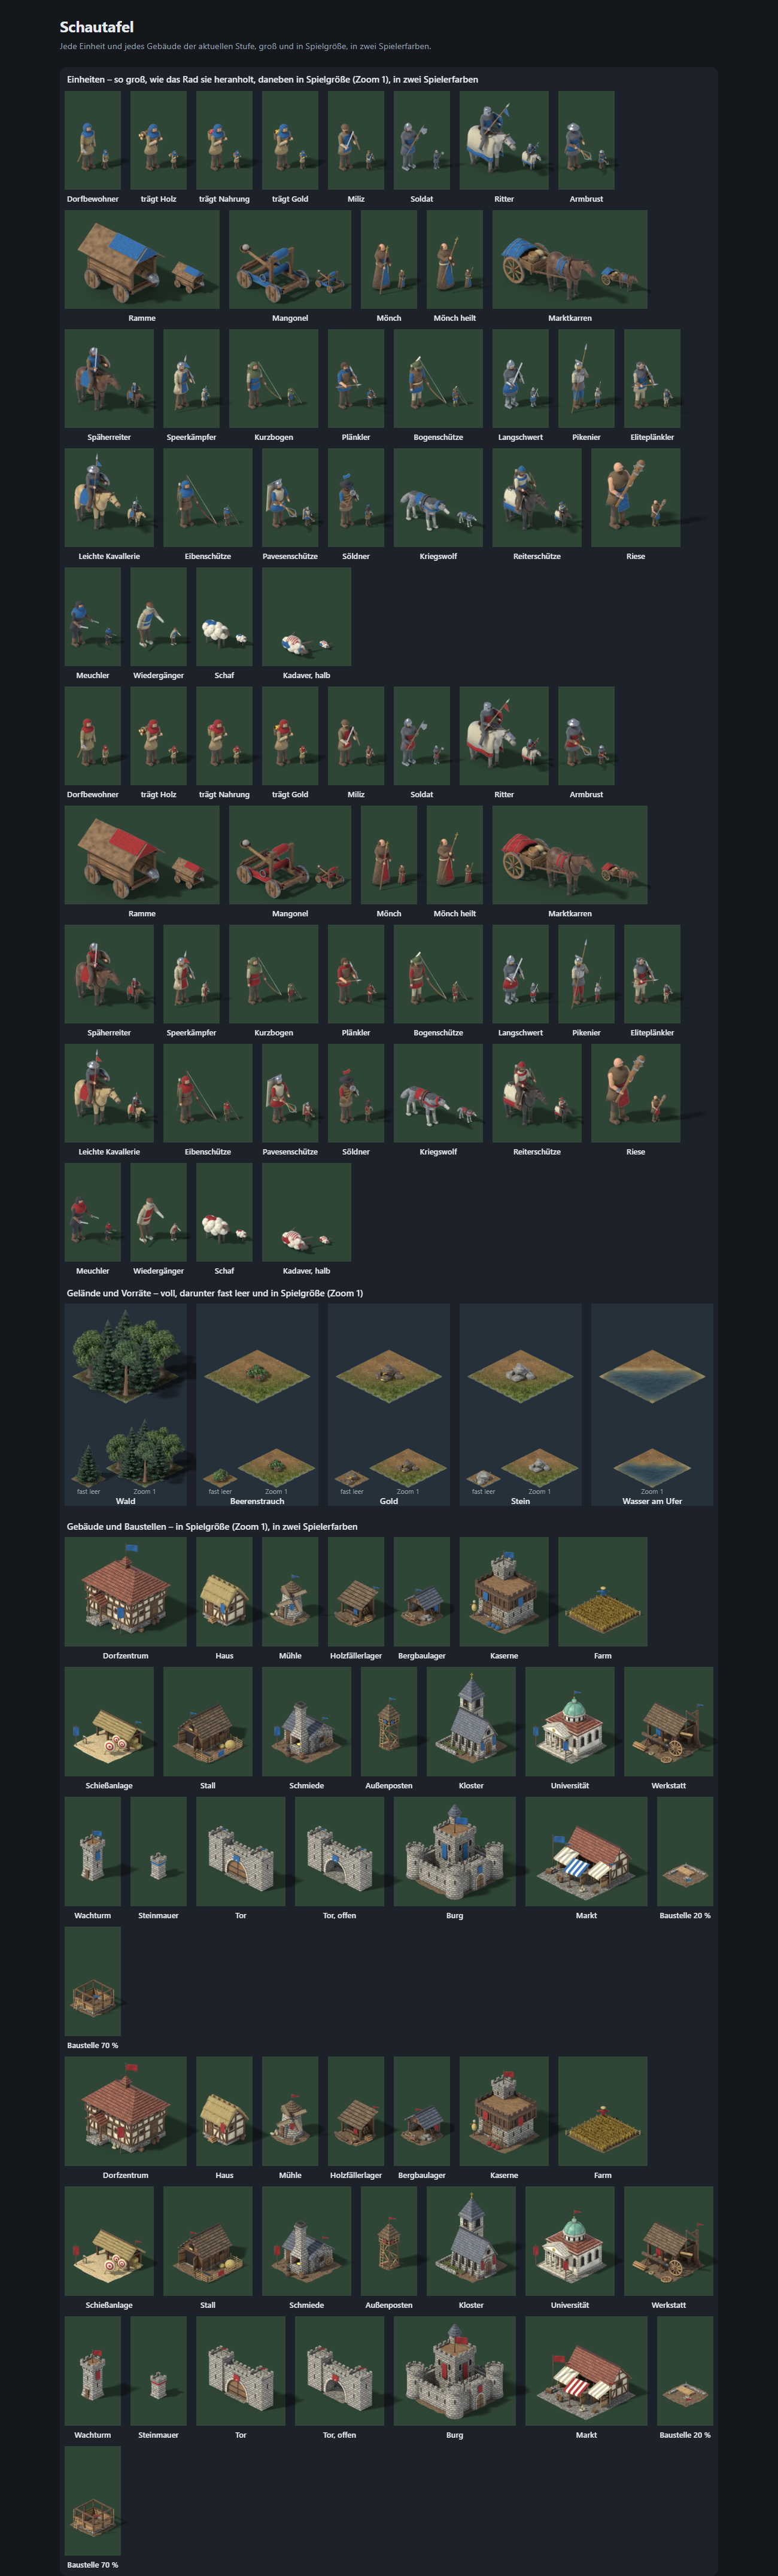 Schautafel
Jede Einheit und jedes Gebäude der aktuellen Stufe, groß und in Spielgröße, in zwei Spielerfarben.
Einheiten – so groß, wie das Rad sie heranholt, daneben in Spielgröße (Zoom 1), in zwei Spielerfarben
Dorfbewohner trägt Holz trägt Nahrung trägt Gold Miliz Soldat Ritter Armbrust
Ramme Mangonel Mönch Mönch heilt Marktkarren
Späherreiter Speerkämpfer Kurzbogen Plänkler Bogenschütze Langschwert Pikenier Eliteplänkler
Leichte Kavallerie Eibenschütze Pavesenschütze Söldner Kriegswolf Reiterschütze Riese
Meuchler Wiedergänger Schaf Kadaver, halb
Dorfbewohner trägt Holz trägt Nahrung trägt Gold Miliz Soldat Ritter Armbrust
Ramme Mangonel Mönch Mönch heilt Marktkarren
Späherreiter Speerkämpfer Kurzbogen Plänkler Bogenschütze Langschwert Pikenier Eliteplänkler
Leichte Kavallerie Eibenschütze Pavesenschütze Söldner Kriegswolf Reiterschütze Riese
Meuchler Wiedergänger Schaf Kadaver, halb
Gelände und Vorräte – voll, darunter fast leer und in Spielgröße (Zoom 1)
fast leer Zoom 1 fast leer Zoom 1 fast leer Zoom 1 fast leer Zoom 1 Zoom 1
Wald Beerenstrauch Gold Stein Wasser am Ufer
Gebäude und Baustellen – in Spielgröße (Zoom 1), in zwei Spielerfarben
Dorfzentrum Haus Mühle Holzfällerlager Bergbaulager Kaserne Farm
Schießanlage Stall Schmiede Außenposten Kloster Universität Werkstatt
Wachturm Steinmauer Tor Tor, offen Burg Markt Baustelle 20 %
Baustelle 70 %
Dorfzentrum Haus Mühle Holzfällerlager Bergbaulager Kaserne Farm
Schießanlage Stall Schmiede Außenposten Kloster Universität Werkstatt
Wachturm Steinmauer Tor Tor, offen Burg Markt Baustelle 20 %
Baustelle 70 %